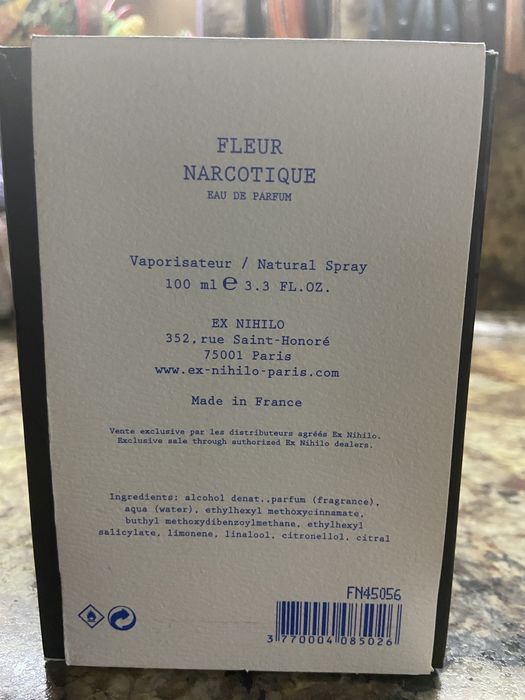 FLEUR
NARCOTIQUE
EAU DE PARFUM
Vaporisateur / Natural Spray
100 ml ℮ 3.3 FL.OZ.
EX NIHILO
352, rue Saint-Honoré
75001 Paris
www.ex-nihilo-paris.com
Made in France
Vente exclusive par les distributeurs agréés Ex Nihilo.
Exclusive sale through authorized Ex Nihilo dealers.
Ingredients: alcohol denat.,parfum (fragrance),
aqua (water), ethylhexyl methoxycinnamate,
buthyl methoxydibenzoylmethane, ethylhexyl
salicylate, limonene, linalool, citronellol, citral
FN45056
3 770004 085026